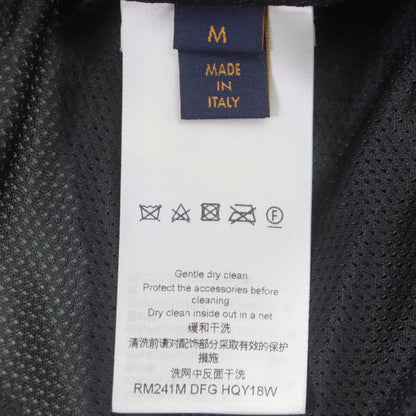 M
MADE IN
ITALY
F
Gentle dry clean
Protect the accessories before
cleaning
Dry clean inside out in a net
缓和干洗
清洗前请对配饰部分采取有效的保护
措施
洗网中反面干洗
RM241M DFG HQY18W